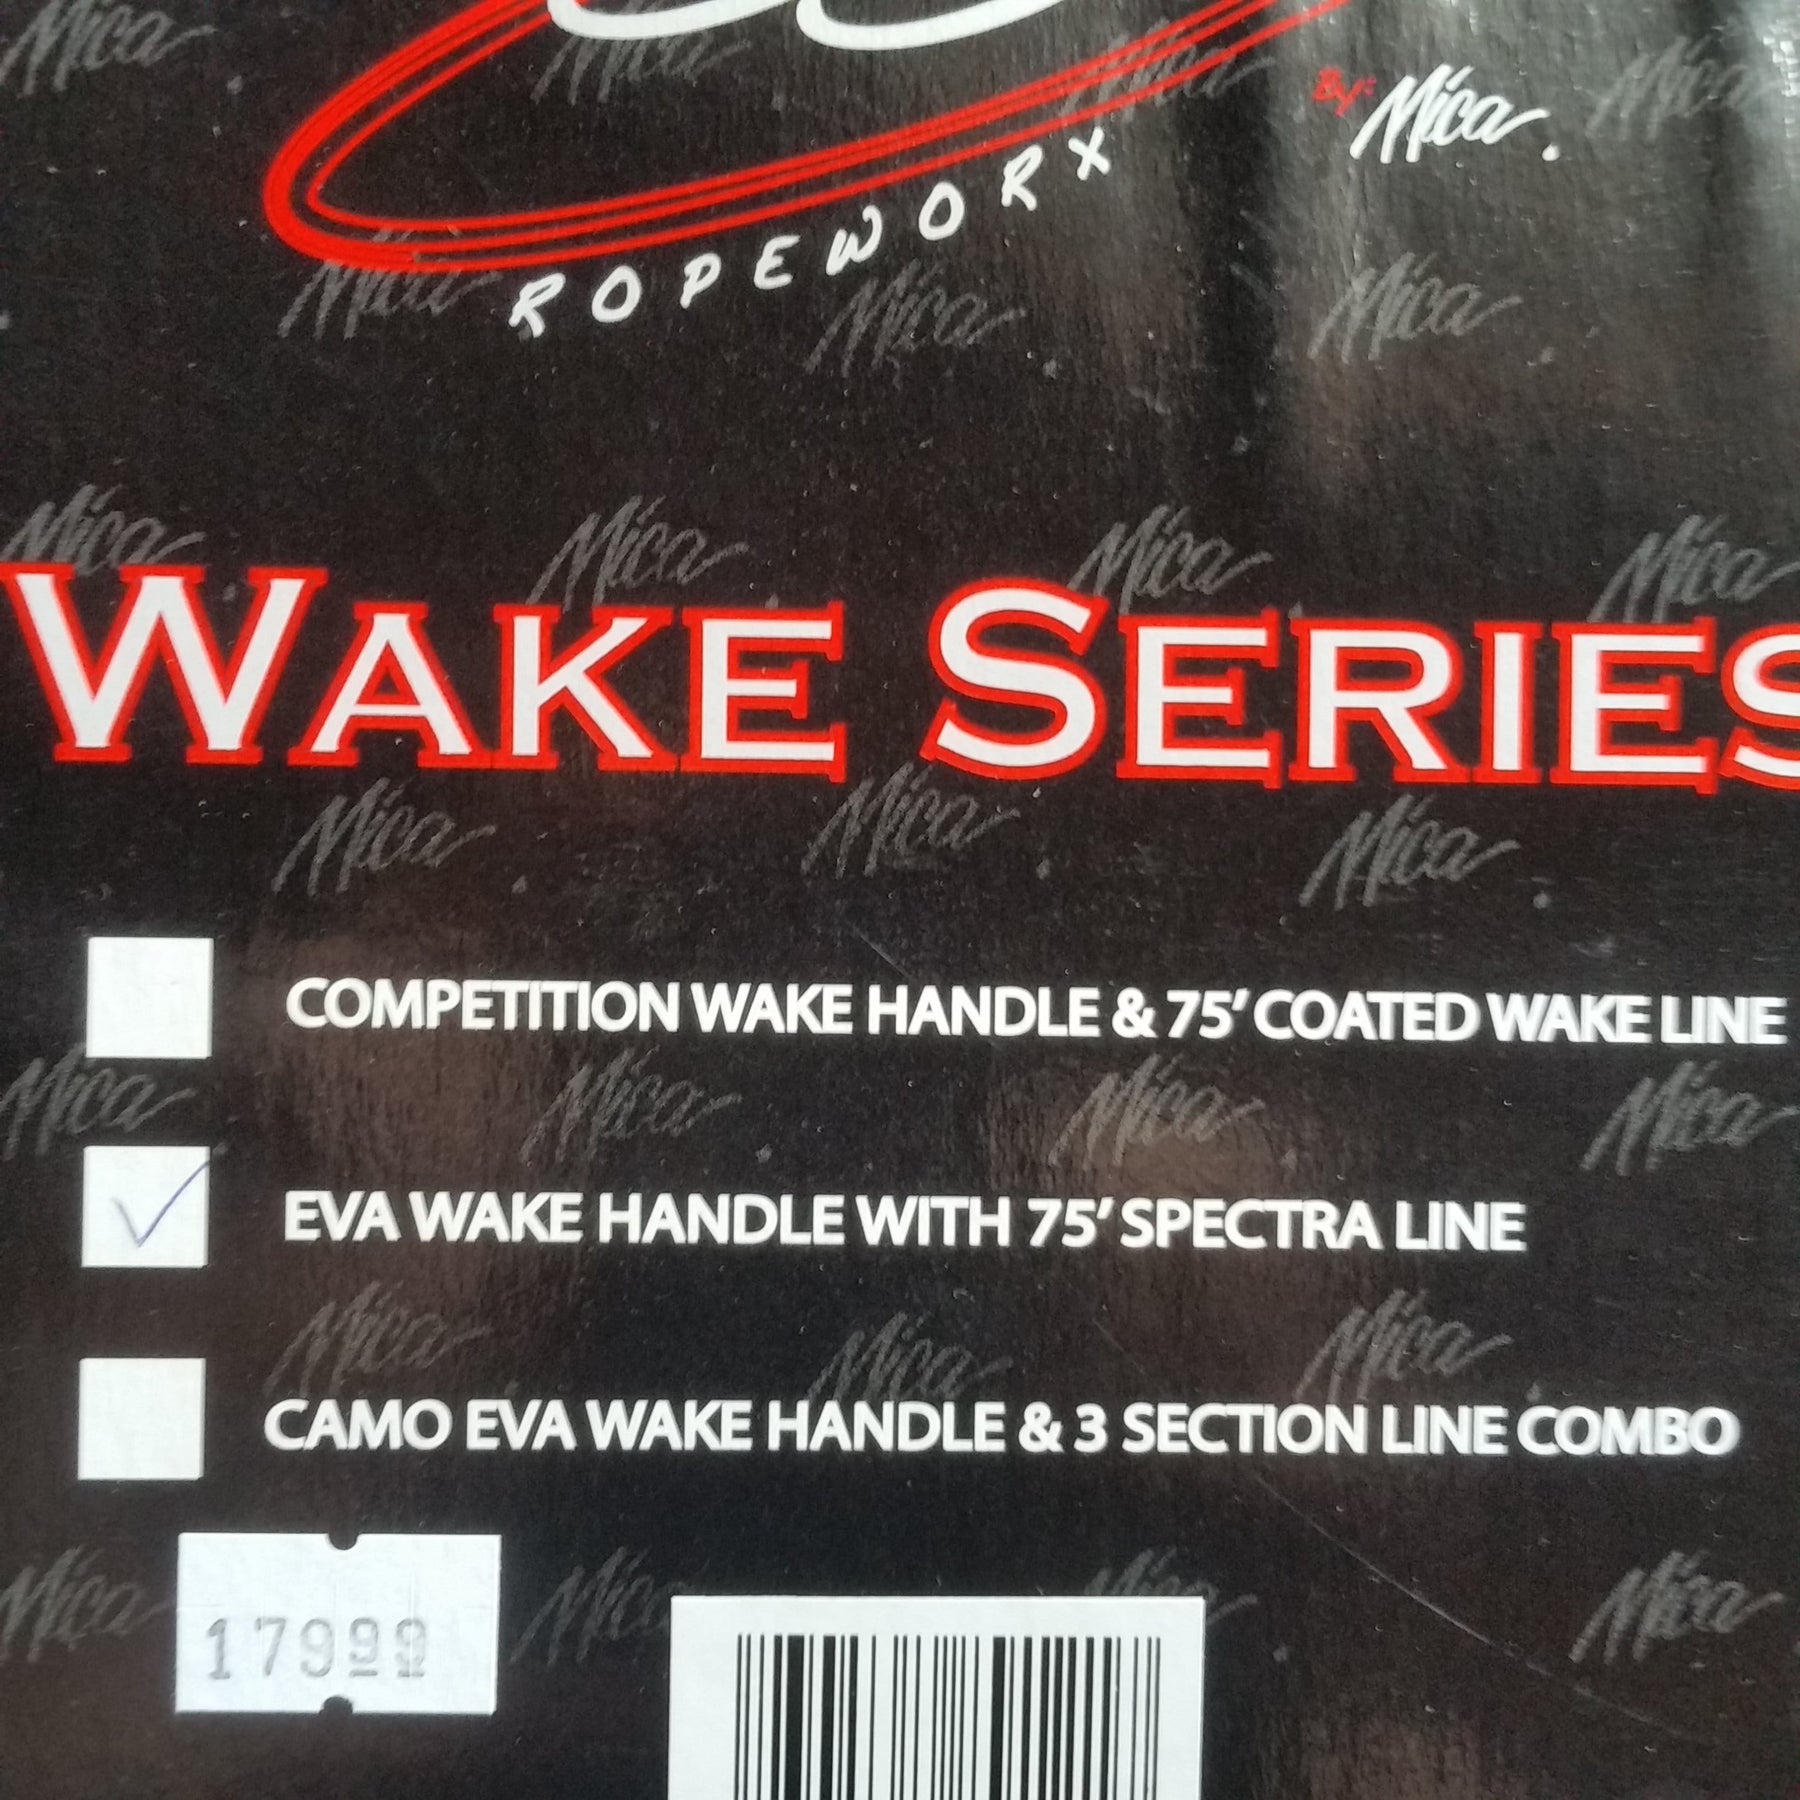 By: Mica
ROPEWORX
WAKE SERIES
COMPETITION WAKE HANDLE & 75' COATED WAKE LINE
EVA WAKE HANDLE WITH 75' SPECTRA LINE
CAMO EVA WAKE HANDLE & 3 SECTION LINE COMBO
17999